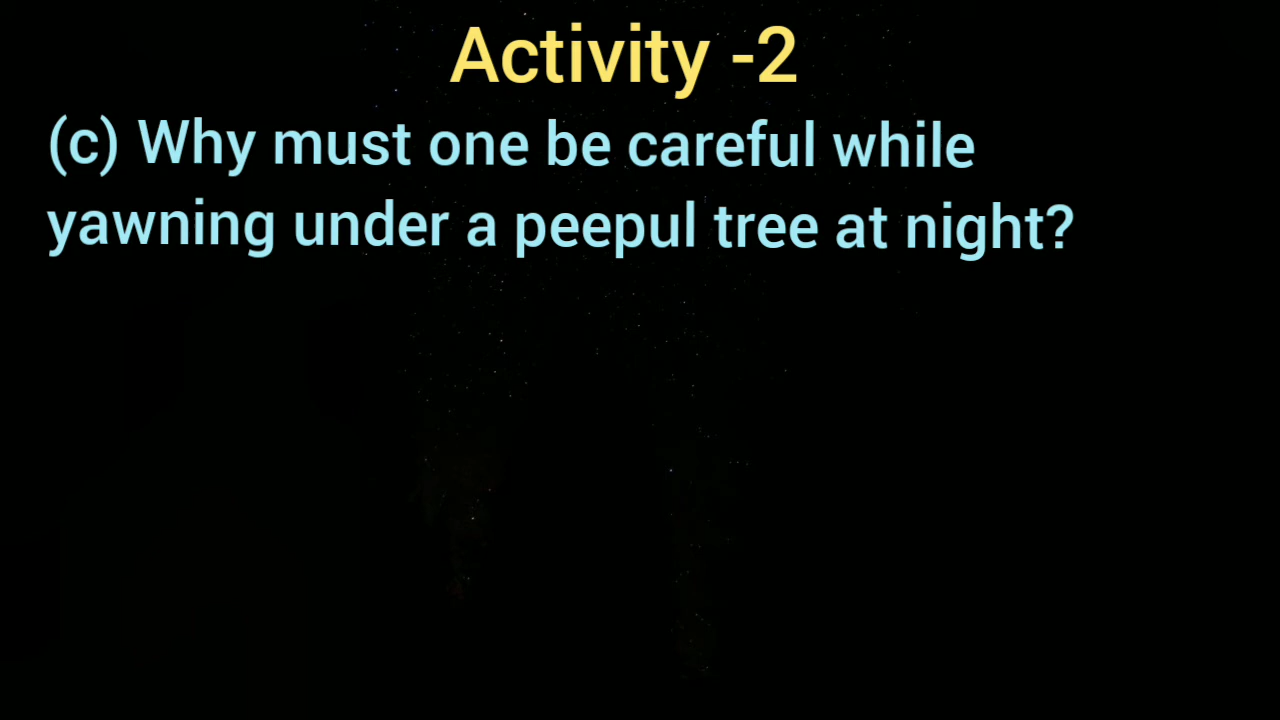 Activity -2
(c) Why must one be careful while
yawning under a peepul tree at night?